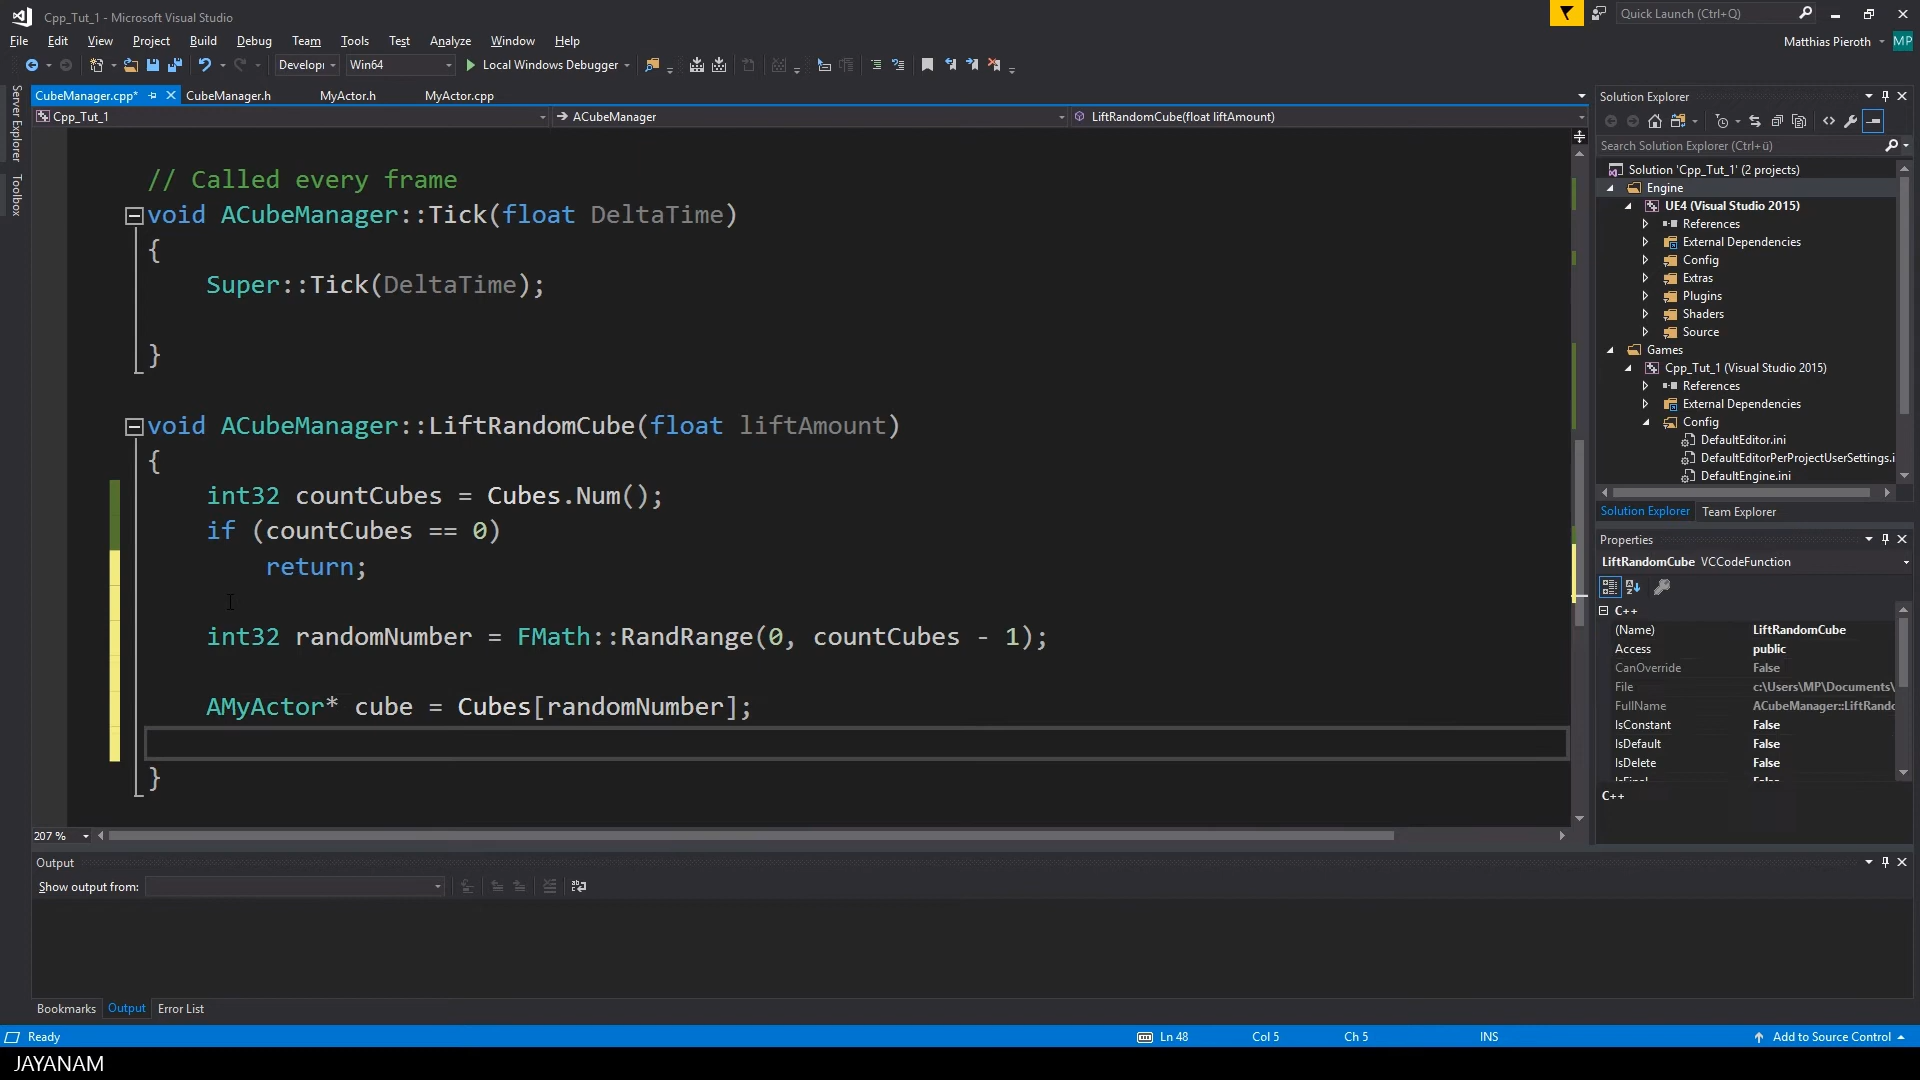 Cpp_Tut_1 - Microsoft Visual Studio
Quick Launch (Ctrl+Q)
File Edit View Project Build Debug Team Tools Test Analyze Window Help
Matthias Pieroth MP
Developi Win64 Local Windows Debugger
CubeManager.cpp* CubeManager.h MyActor.h MyActor.cpp
Cpp_Tut_1 ACubeManager LiftRandomCube(float liftAmount)
Server Explorer
Toolbox
// Called every frame
void ACubeManager::Tick(float DeltaTime)
{
Super::Tick(DeltaTime);
}
void ACubeManager::LiftRandomCube(float liftAmount)
{
int32 countCubes = Cubes.Num();
if (countCubes == 0)
return;
int32 randomNumber = FMath::RandRange(0, countCubes - 1);
AMyActor* cube = Cubes[randomNumber];
}
207 %
Solution Explorer
Search Solution Explorer (Ctrl+ü)
Solution 'Cpp_Tut_1' (2 projects)
Engine
UE4 (Visual Studio 2015)
References
External Dependencies
Config
Extras
Plugins
Shaders
Source
Games
Cpp_Tut_1 (Visual Studio 2015)
References
External Dependencies
Config
DefaultEditor.ini
DefaultEditorPerProjectUserSettings.i
DefaultEngine.ini
Solution Explorer Team Explorer
Properties
LiftRandomCube VCCodeFunction
C++
(Name) LiftRandomCube
Access public
CanOverride False
File c:\Users\MP\Documents\
FullName ACubeManager::LiftRando
IsConstant False
IsDefault False
IsDelete False
IsFinal False
C++
Output
Show output from:
Bookmarks Output Error List
Ready Ln 48 Col 5 Ch 5 INS Add to Source Control
JAYANAM